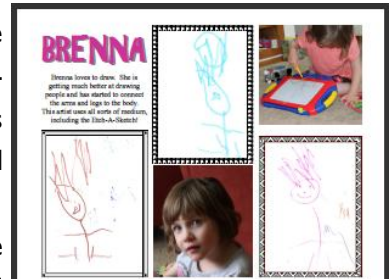 BRENNA
Brenna loves to draw. She is
getting much better at drawing
people and has started to connect
the arms and legs to the body.
This artist uses all sorts of medium,
including the Etch-A-Sketch!